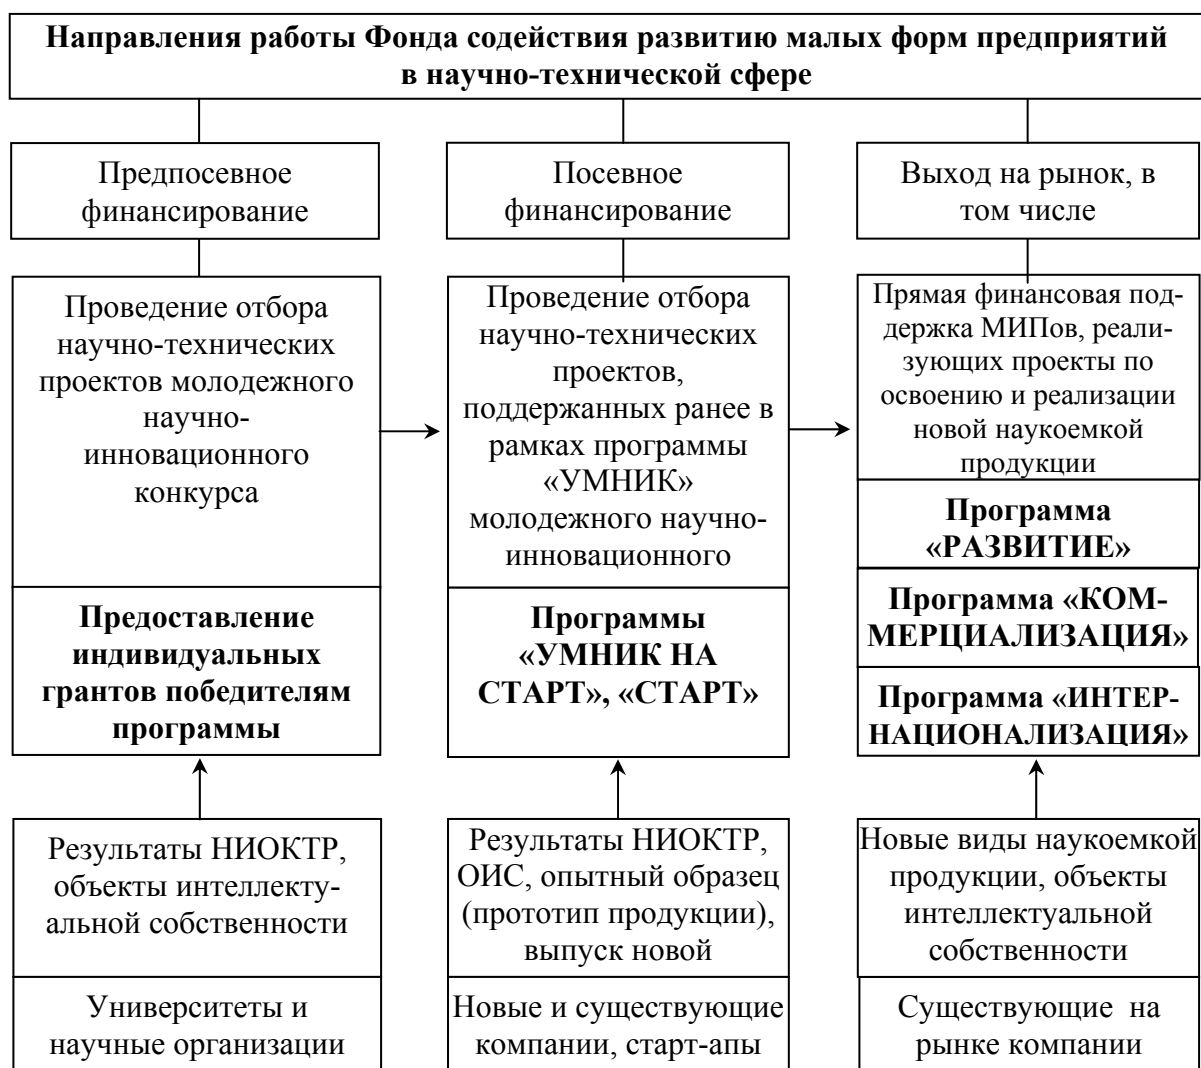 Направления работы Фонда содействия развитию малых форм предприятий
в научно-технической сфере
Предпосевное
финансирование
Посевное
финансирование
Выход на рынок, в
том числе
Проведение отбора
научно-технических
проектов молодежного
научно-
инновационного
конкурса
Проведение отбора
научно-технических
проектов,
поддержанных ранее в
рамках программы
«УМНИК»
молодежного научно-
инновационного
Прямая финансовая под-
держка МИПов, реали-
зующих проекты по
освоению и реализации
новой наукоемкой
продукции
Предоставление
индивидуальных
грантов победителям
программы
Программы
«УМНИК НА
СТАРТ», «СТАРТ»
Программа
«РАЗВИТИЕ»
Программа «КОМ-
МЕРЦИАЛИЗАЦИЯ»
Программа «ИНТЕР-
НАЦИОНАЛИЗАЦИЯ»
Результаты НИОКТР,
объекты интеллекту-
альной собственности
Результаты НИОКТР,
ОИС, опытный образец
(прототип продукции),
выпуск новой
Новые виды наукоемкой
продукции, объекты
интеллектуальной
собственности
Университеты и
научные организации
Новые и существующие
компании, старт-апы
Существующие на
рынке компании